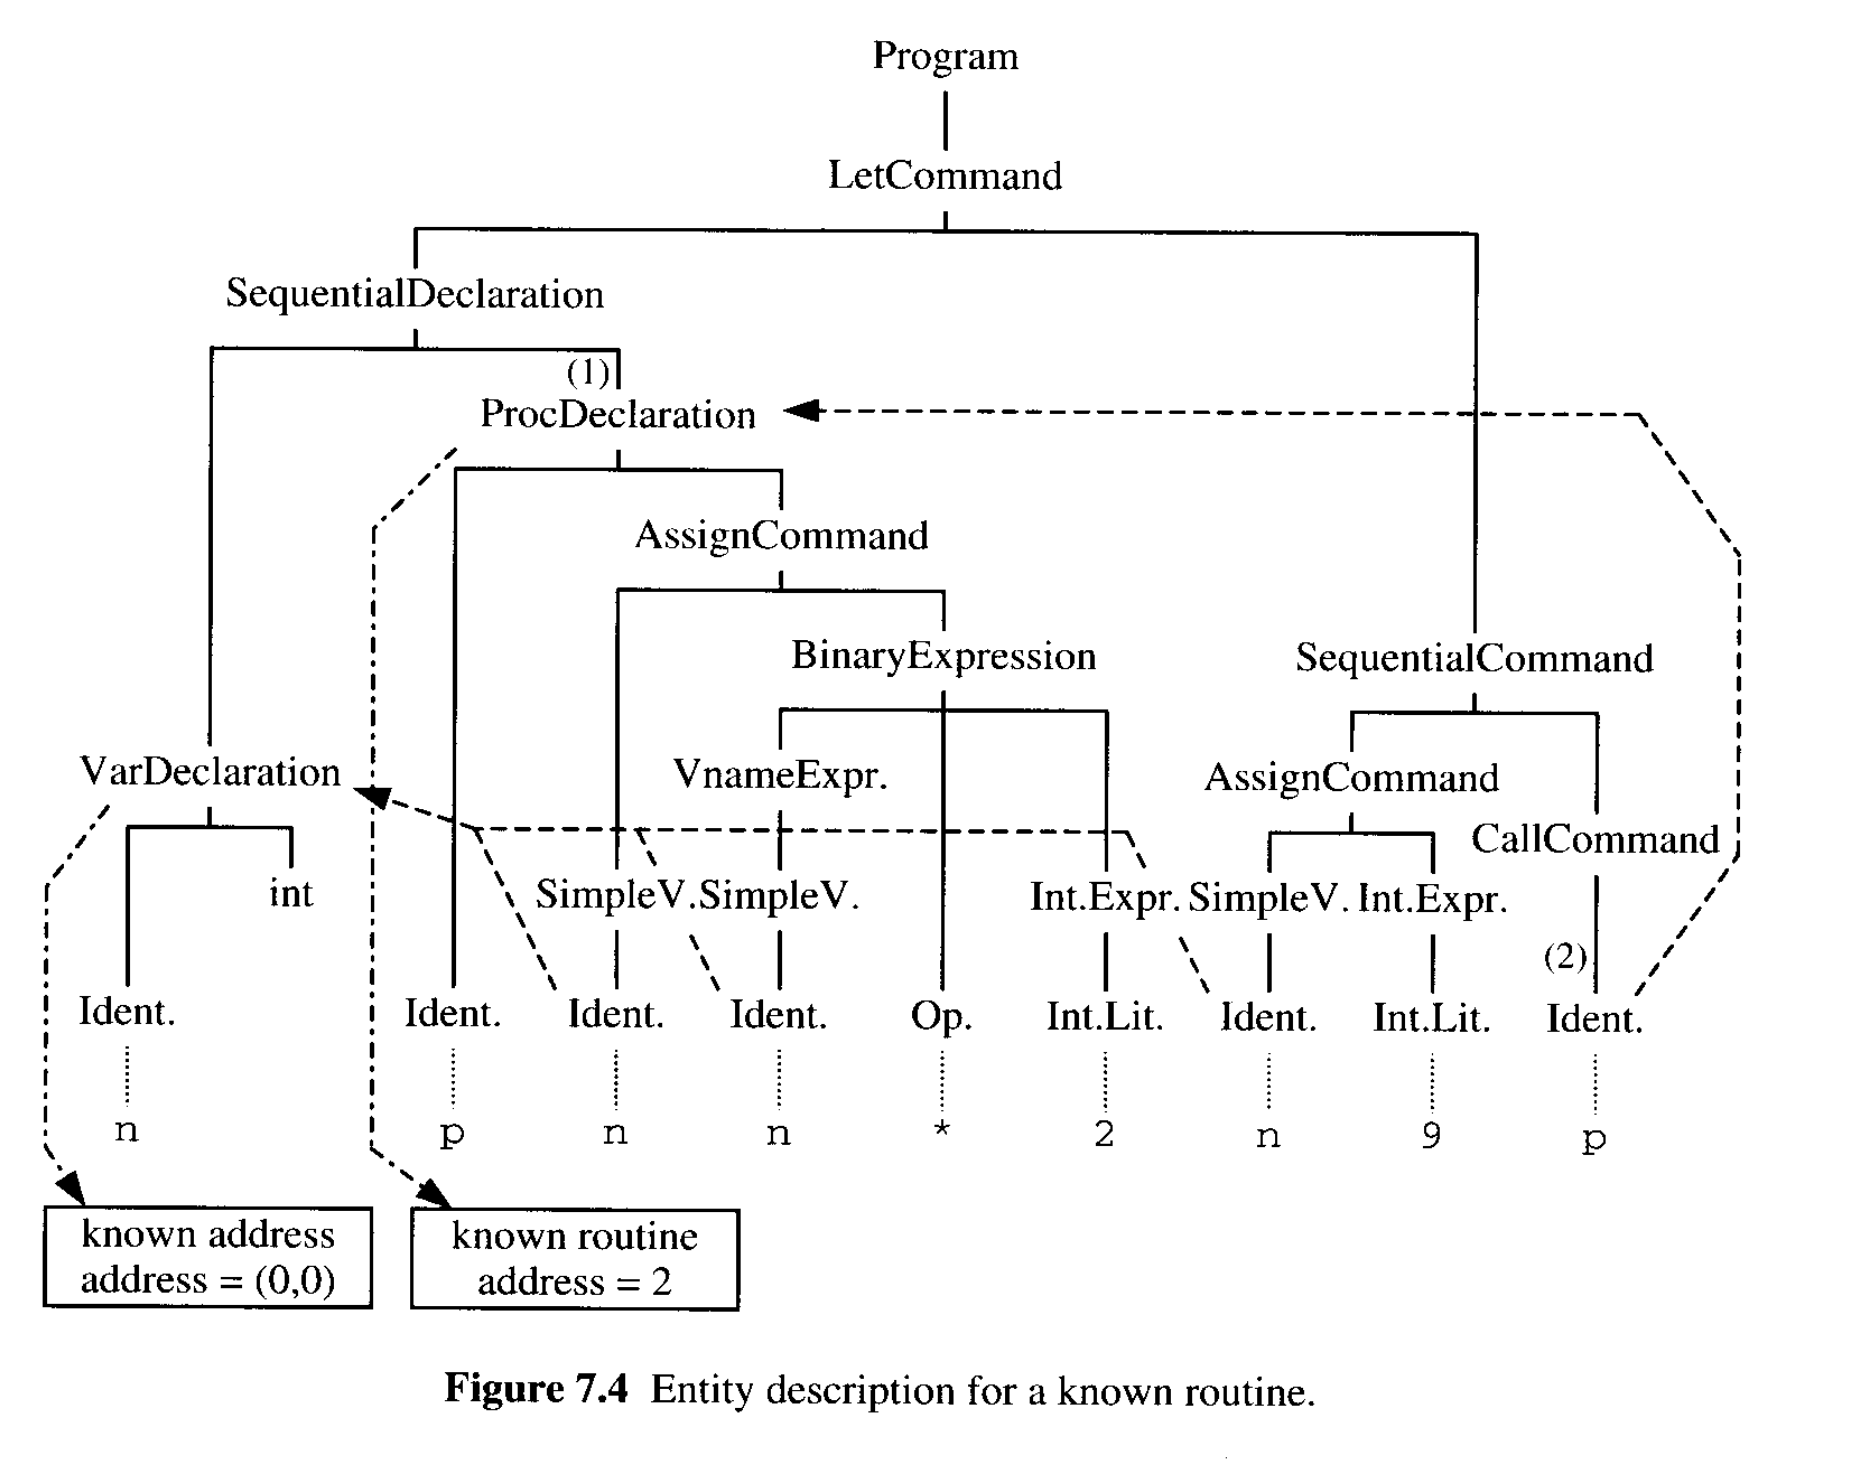 Program
LetCommand
SequentialDeclaration
(1)
ProcDeclaration
AssignCommand
BinaryExpression
SequentialCommand
VarDeclaration
VnameExpr.
AssignCommand
CallCommand
int
SimpleV.
SimpleV.
Int.Expr.
SimpleV.
Int.Expr.
(2)
Ident.
Ident.
Ident.
Ident.
Op.
Int.Lit.
Ident.
Int.Lit.
Ident.
n
p
n
n
*
2
n
9
p
known address
address = (0,0)
known routine
address = 2
Figure 7.4 Entity description for a known routine.